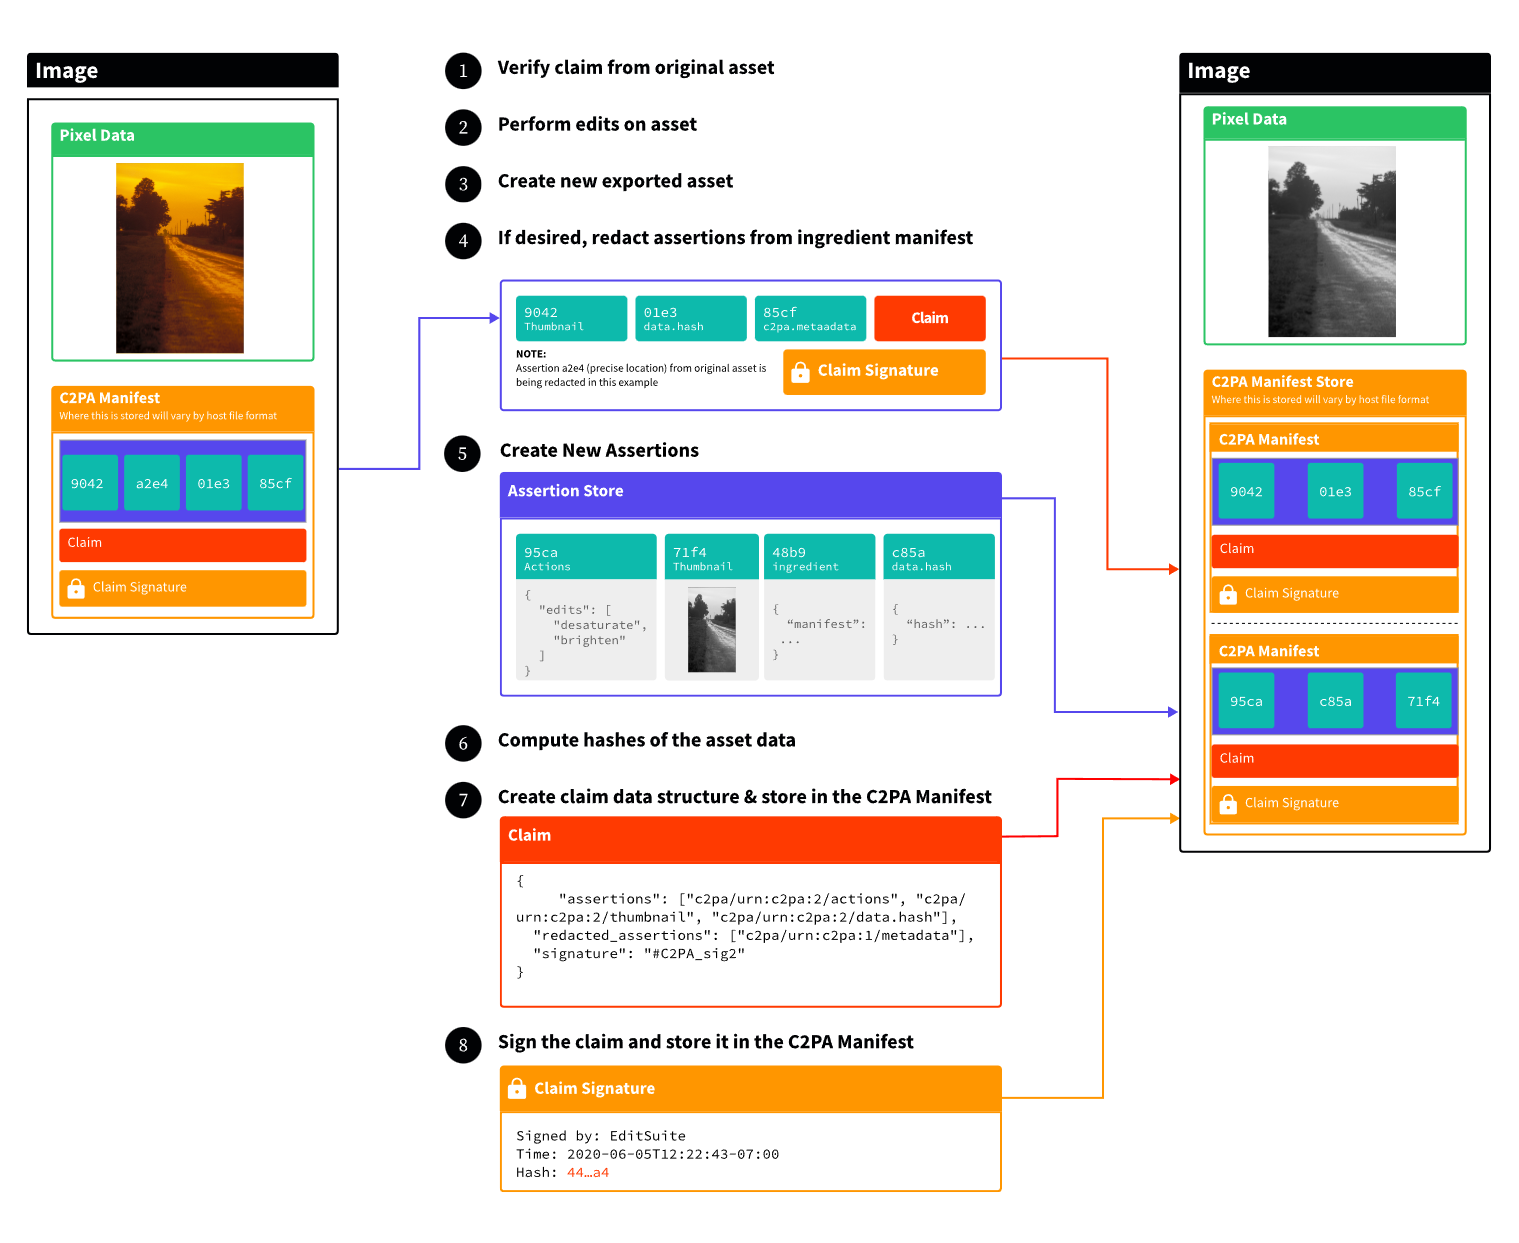 Image
Pixel Data
C2PA Manifest
Where this is stored will vary by host file format
9042 a2e4 01e3 85cf
Claim
Claim Signature
1 Verify claim from original asset
2 Perform edits on asset
3 Create new exported asset
4 If desired, redact assertions from ingredient manifest
9042 01e3 85cf Claim
Thumbnail data.hash c2pa.metaadata
NOTE:
Assertion a2e4 (precise location) from original asset is
being redacted in this example
Claim Signature
5 Create New Assertions
Assertion Store
95ca
Actions
{
"edits": [
"desaturate",
"brighten"
]
}
71f4
Thumbnail
48b9
ingredient
{
“manifest”:
...
}
c85a
data.hash
{
“hash”: ...
}
6 Compute hashes of the asset data
7 Create claim data structure & store in the C2PA Manifest
Claim
{
"assertions": ["c2pa/urn:c2pa:2/actions", "c2pa/
urn:c2pa:2/thumbnail", "c2pa/urn:c2pa:2/data.hash"],
"redacted_assertions": ["c2pa/urn:c2pa:1/metadata"],
"signature": "#C2PA_sig2"
}
8 Sign the claim and store it in the C2PA Manifest
Claim Signature
Signed by: EditSuite
Time: 2020-06-05T12:22:43-07:00
Hash: 44…a4
Image
Pixel Data
C2PA Manifest Store
Where this is stored will vary by host file format
C2PA Manifest
9042 01e3 85cf
Claim
Claim Signature
C2PA Manifest
95ca c85a 71f4
Claim
Claim Signature